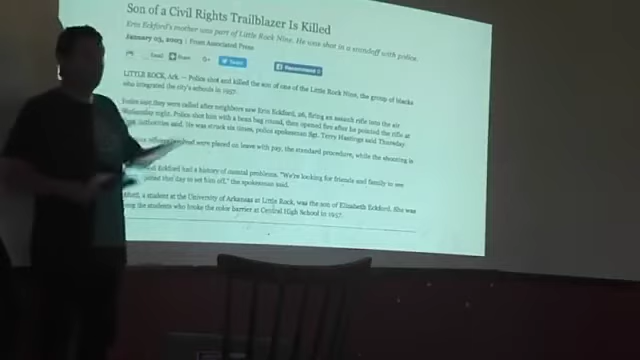 Son of a Civil Rights Trailblazer Is Killed
Erin Eckford's mother was part of Little Rock Nine. He was shot in a standoff with police.
January 03, 2003 | From Associated Press
Email Share G+ Tweet Recommend 0
LITTLE ROCK, Ark. — Police shot and killed the son of one of the Little Rock Nine, the group of blacks
who integrated the city's schools in 1957.
Police said they were called after neighbors saw Erin Eckford, 26, firing an assault rifle into the air
Wednesday night. Police shot him with a bean bag round, then opened fire after he pointed the rifle at
authorities said. He was struck six times, police spokesman Sgt. Terry Hastings said Thursday
were placed on leave with pay, the standard procedure, while the shooting is
Eckford had a history of mental problems. "We're looking for friends and family to see
this day to set him off," the spokesman said.
a student at the University of Arkansas at Little Rock, was the son of Elizabeth Eckford. She was
the students who broke the color barrier at Central High School in 1957.